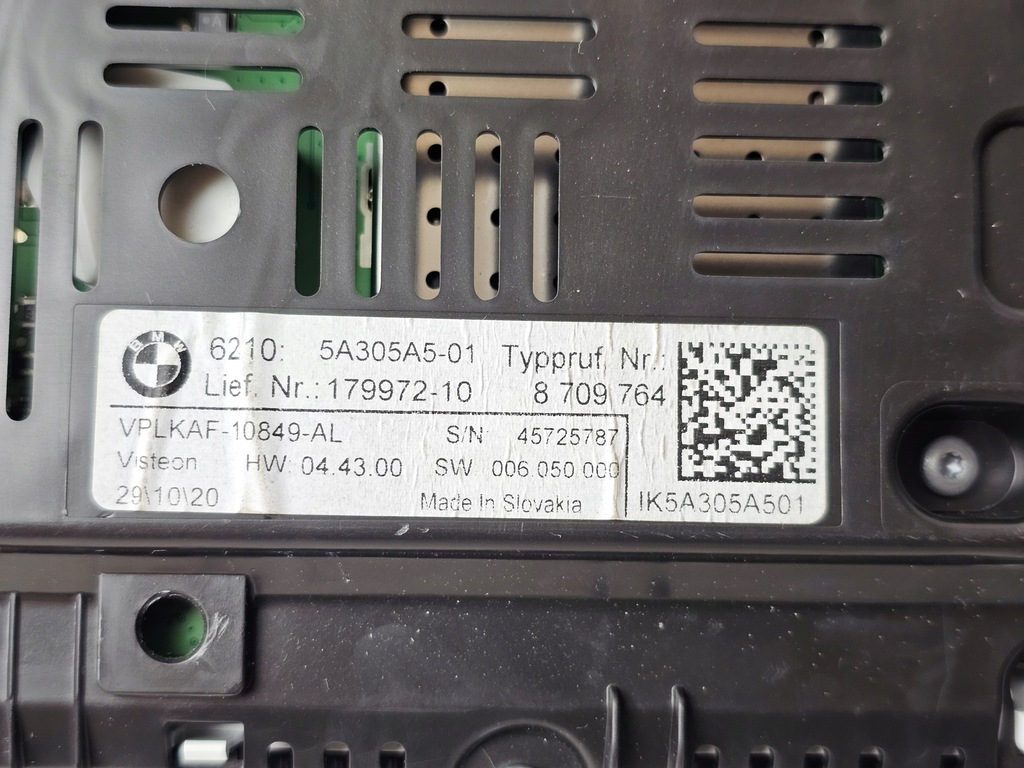 BMW
6210: 5A305A5-01 Typpruf. Nr.:
Lief. Nr.: 179972-10 8 709 764
VPLKAF-10849-AL S/N: 45725787
Visteon HW: 04.43.00 SW 006.050.000
29\10\20 Made In Slovakia
IK5A305A501